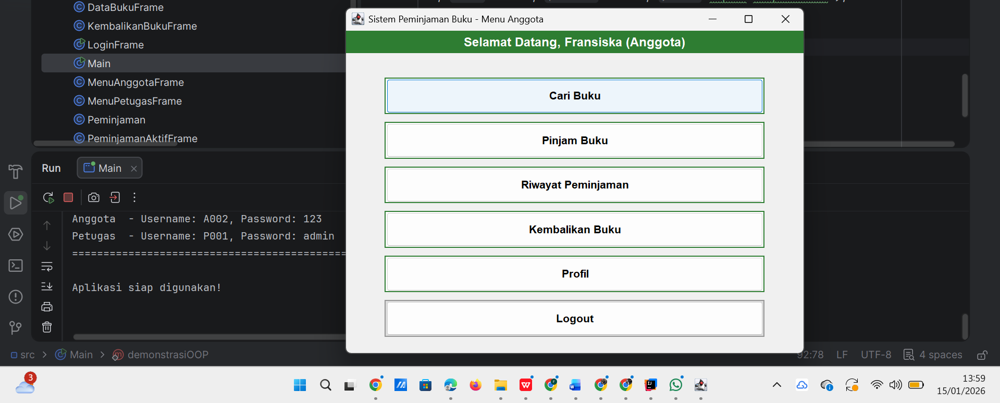 DataBukuFrame
KembalikanBukuFrame
LoginFrame
Main
MenuAnggotaFrame
MenuPetugasFrame
Peminjaman
PeminjamanAktifFrame
Sistem Peminjaman Buku - Menu Anggota
Selamat Datang, Fransiska (Anggota)
Cari Buku
Pinjam Buku
Riwayat Peminjaman
Kembalikan Buku
Profil
Logout
Run
Main
Anggota - Username: A002, Password: 123
Petugas - Username: P001, Password: admin
============================================
Aplikasi siap digunakan!
src > Main > demonstrasiOOP
92:78 LF UTF-8 4 spaces
3
13:59
15/01/2026